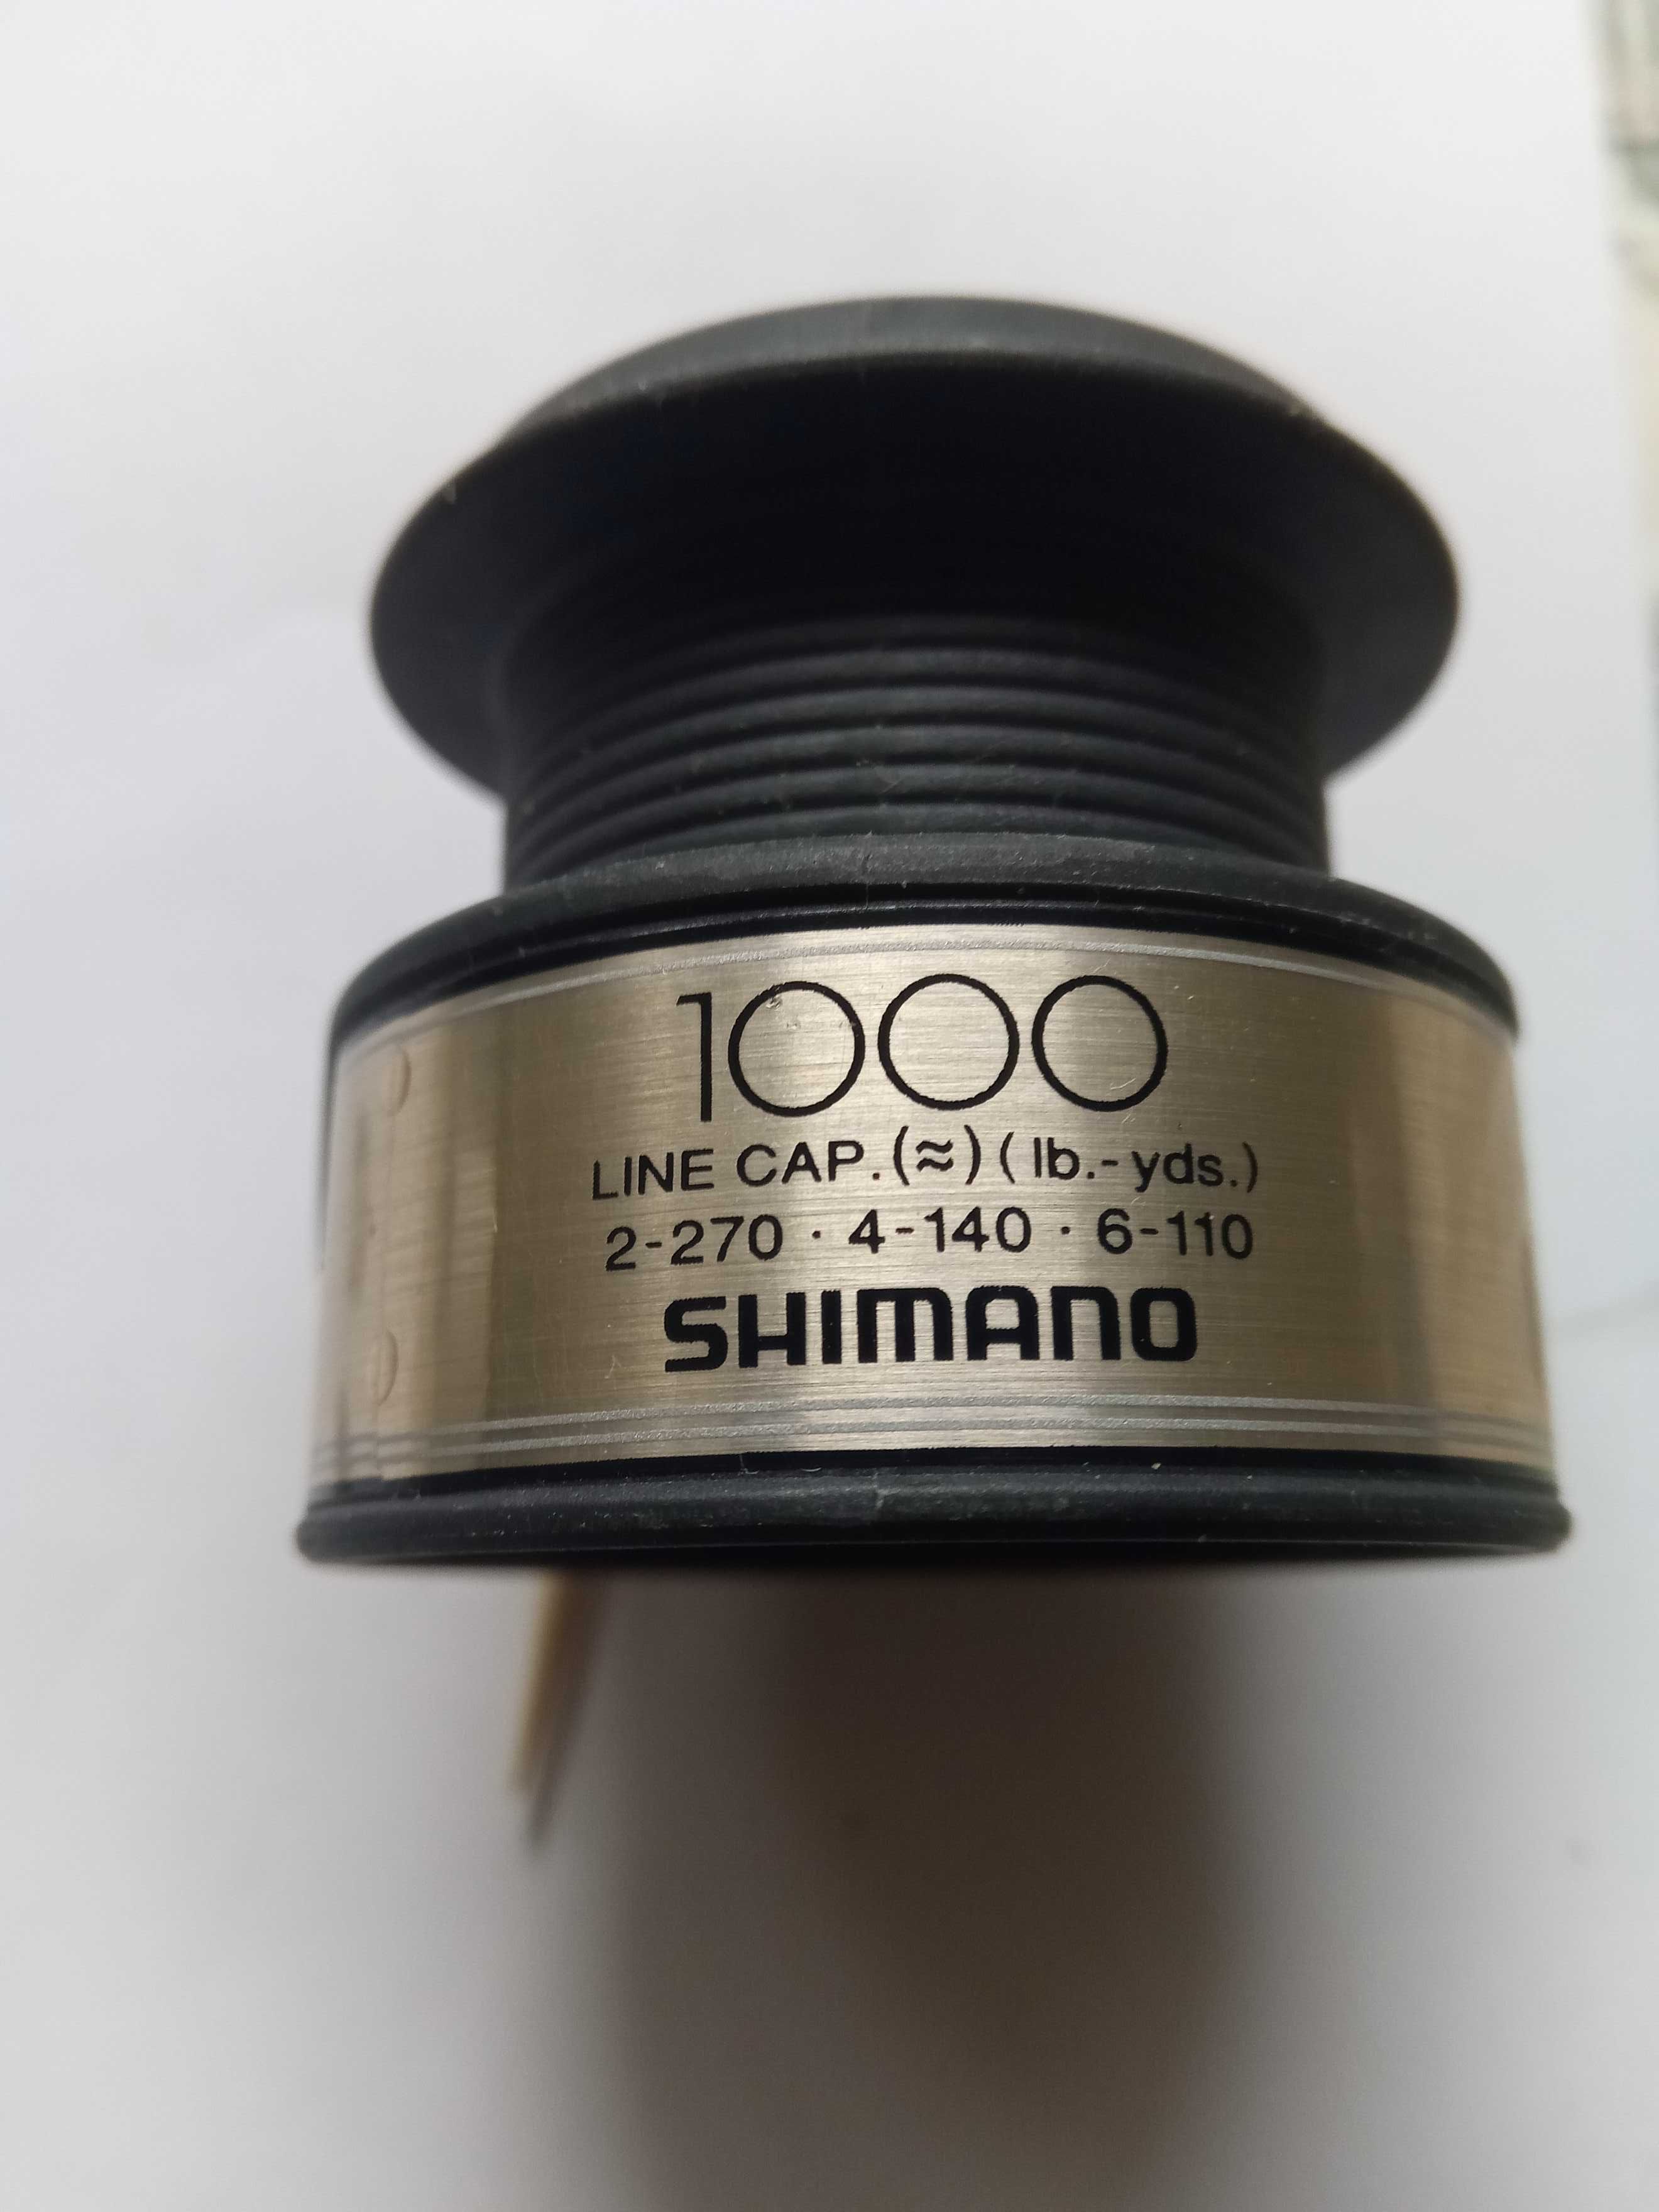 1000
LINE CAP.(≈)(lb.-yds.)
2-270 · 4-140 · 6-110
SHIMANO